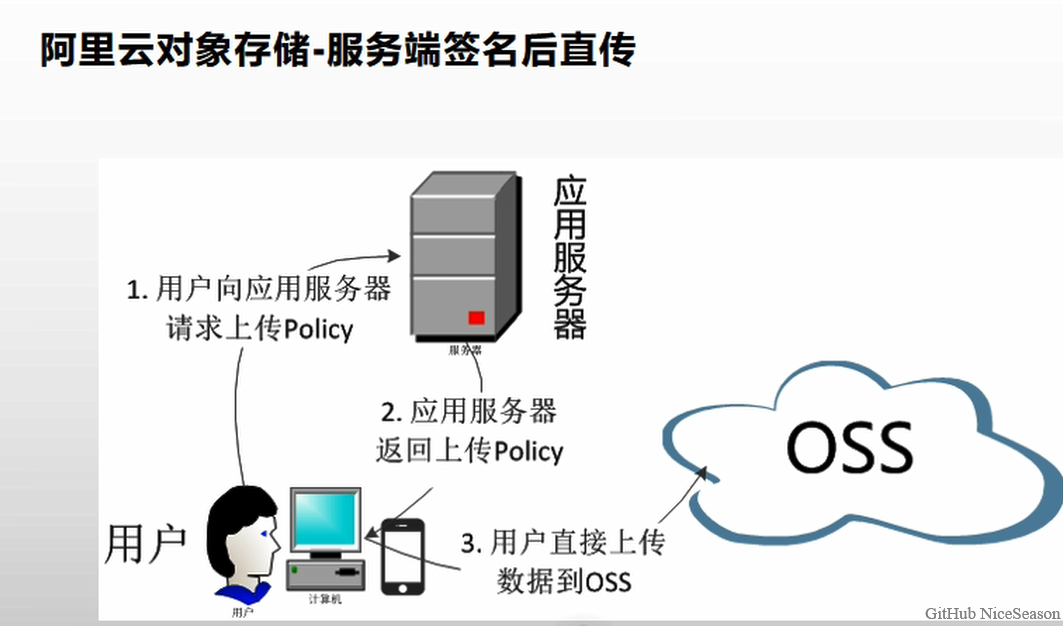 阿里云对象存储-服务端签名后直传
应用服务器
1. 用户向应用服务器
请求上传Policy
服务器
2. 应用服务器
返回上传Policy
OSS
用户
3. 用户直接上传
数据到OSS
用户
计算机
GitHub NiceSeason